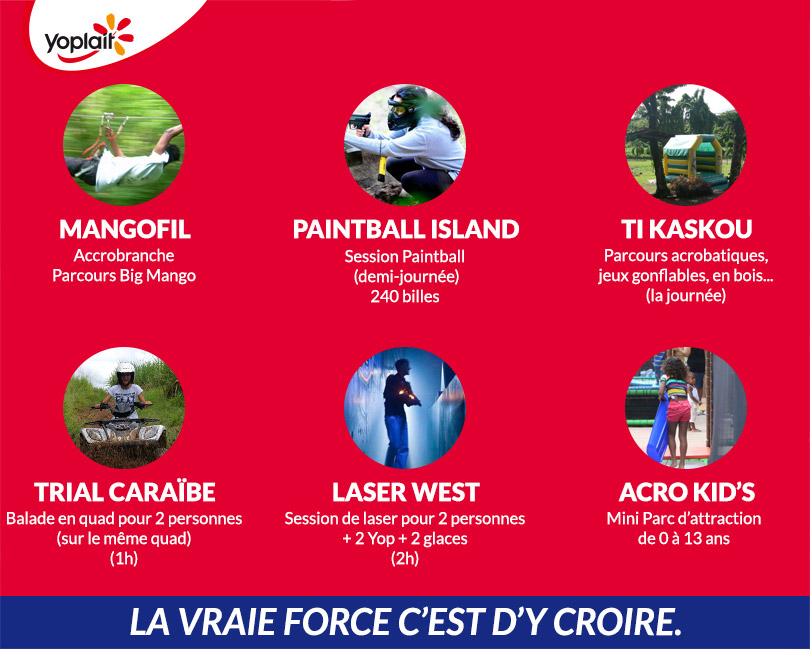 yoplait
MANGOFIL
Accrobranche
Parcours Big Mango
PAINTBALL ISLAND
Session Paintball
(demi-journée)
240 billes
TI KASKOU
Parcours acrobatiques,
jeux gonflables, en bois...
(la journée)
TRIAL CARAÏBE
Balade en quad pour 2 personnes
(sur le même quad)
(1h)
LASER WEST
Session de laser pour 2 personnes
+ 2 Yop + 2 glaces
(2h)
ACRO KID'S
Mini Parc d'attraction
de 0 à 13 ans
LA VRAIE FORCE C'EST D'Y CROIRE.